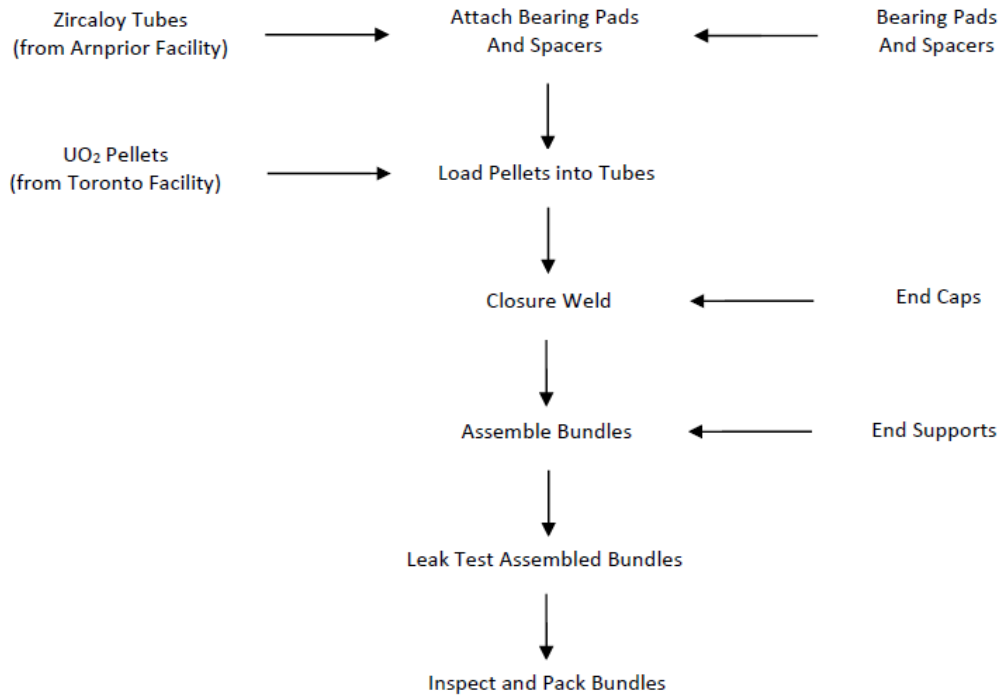 Zircaloy Tubes
(from Arnprior Facility)
Attach Bearing Pads
And Spacers
Bearing Pads
And Spacers
UO₂ Pellets
(from Toronto Facility)
Load Pellets into Tubes
Closure Weld
End Caps
Assemble Bundles
End Supports
Leak Test Assembled Bundles
Inspect and Pack Bundles